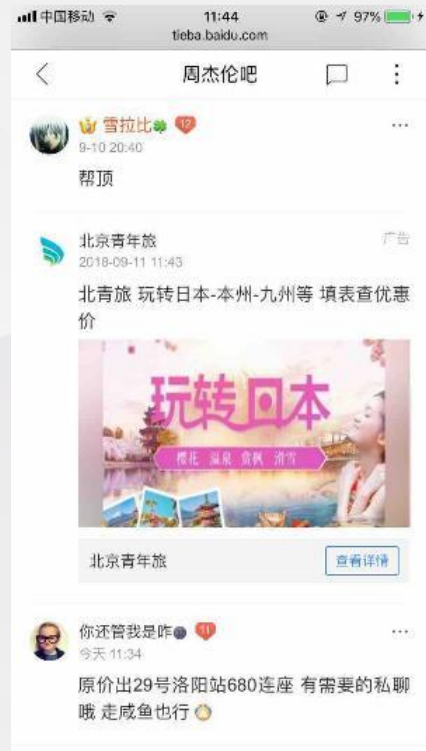 中国移动 11:44 97%
tieba.baidu.com
周杰伦吧
雪拉比 12
9-10 20:40
帮顶
北京青年旅 广告
2018-09-11 11:43
北青旅 玩转日本-本州-九州等 填表查优惠
价
玩转日本
樱花 温泉 赏枫 滑雪
北京青年旅 查看详情
你还管我是咋 11
今天 11:34
原价出29号洛阳站680连座 有需要的私聊
哦 走咸鱼也行